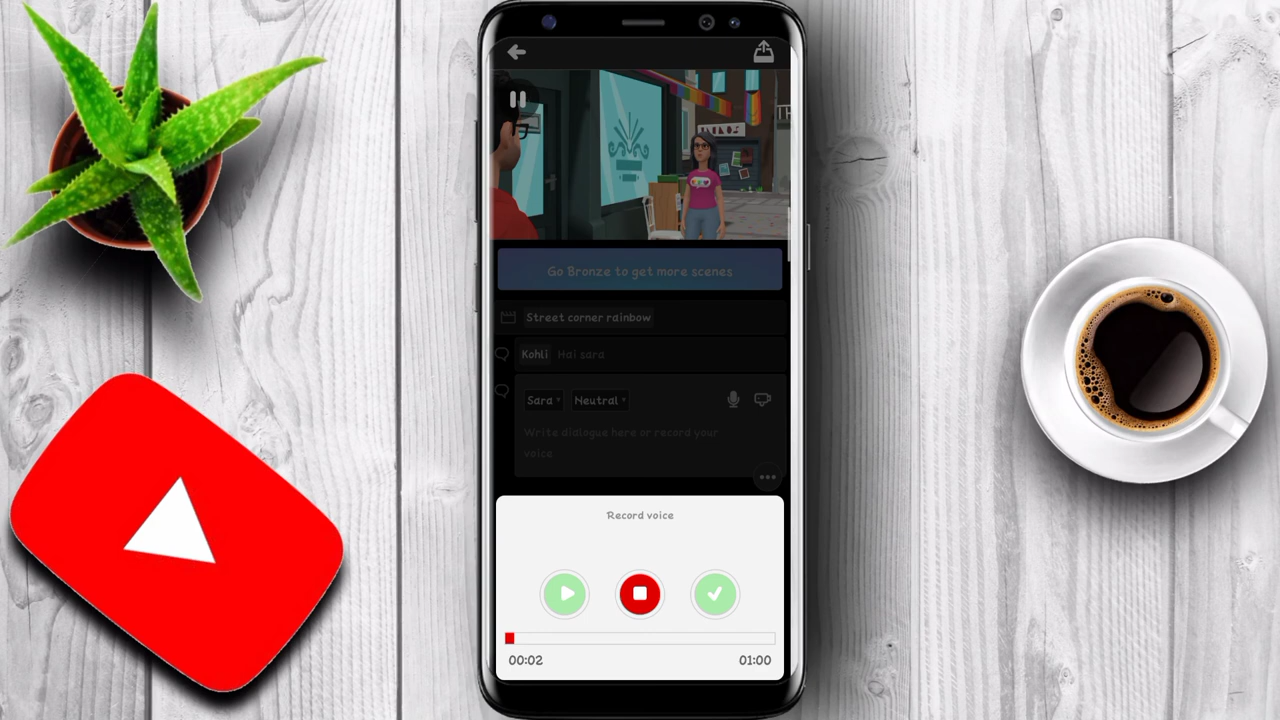 Go Bronze to get more scenes
Street corner rainbow
Kohli Hai sara
Sara Neutral
Write dialogue here or record your
voice
Record voice
00:02 01:00